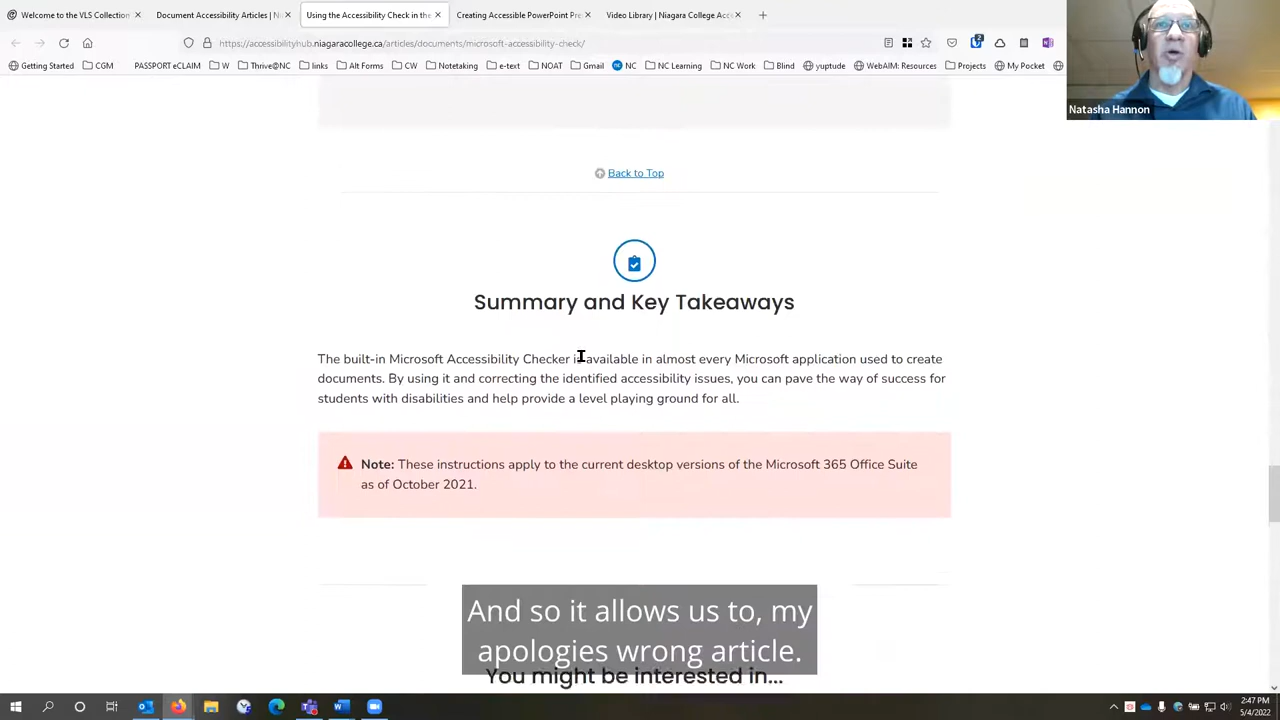 Welcome to the VLS Collection
Document Accessibility Articles | N
Using the Accessibility Check in the
Creating Accessible PowerPoint Pre
Video Library | Niagara College Acc
https://accessibilityhub.niagaracollege.ca/articles/documents/microsoft-accessibility-check/
Getting Started CGM PASSPORT eCLAIM W Thrive@NC links Alt Forms CW Notetaking e-text NOAT Gmail NC NC Learning NC Work Blind yuptude WebAIM: Resources Projects My Pocket
Natasha Hannon
Back to Top
Summary and Key Takeaways
The built-in Microsoft Accessibility Checker is available in almost every Microsoft application used to create
documents. By using it and correcting the identified accessibility issues, you can pave the way of success for
students with disabilities and help provide a level playing ground for all.
Note: These instructions apply to the current desktop versions of the Microsoft 365 Office Suite
as of October 2021.
And so it allows us to, my
apologies wrong article.
You might be interested in...
2:47 PM
5/4/2022